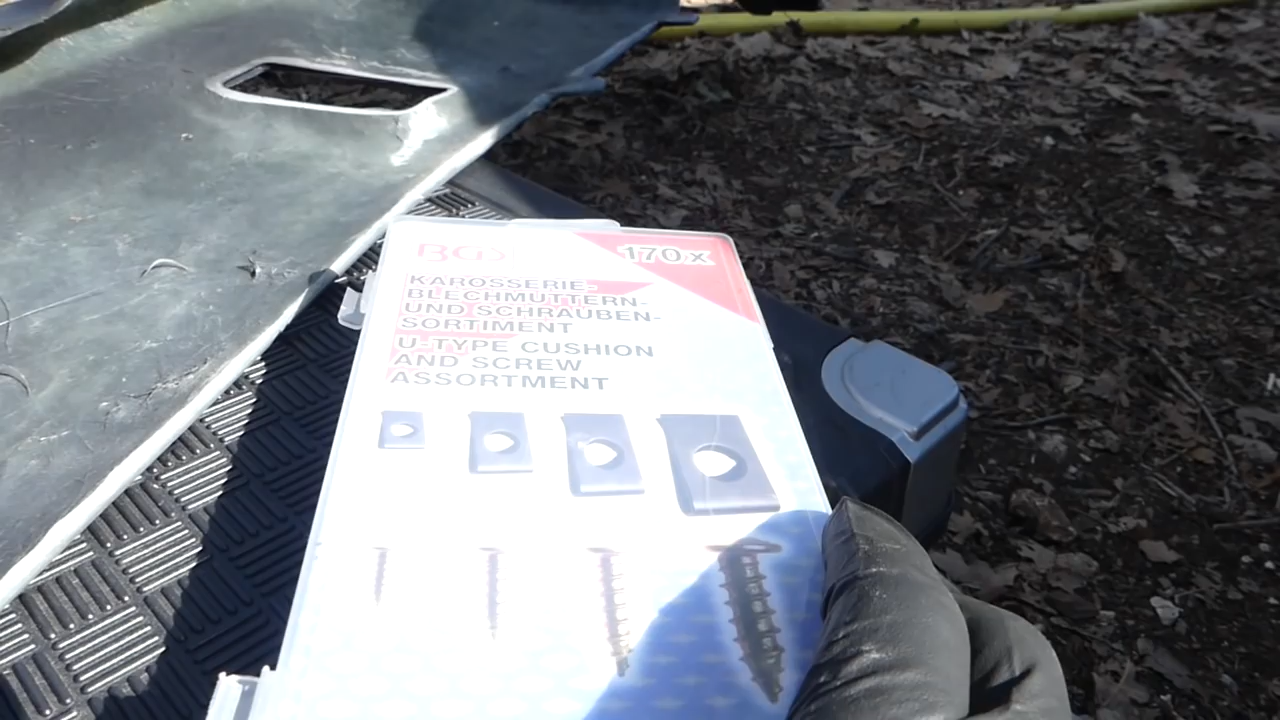 BGS
170x
KAROSSERIE-
BLECHMUTTERN-
UND SCHRAUBEN-
SORTIMENT
U-TYPE CUSHION
AND SCREW
ASSORTMENT